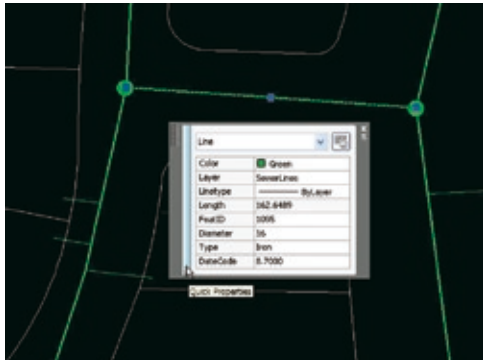 Line
Color Green
Layer SewerLines
Linetype ByLayer
Length 162.6489
FeatID 1095
Diameter 16
Type Iron
DateCode 8.7000
Quick Properties